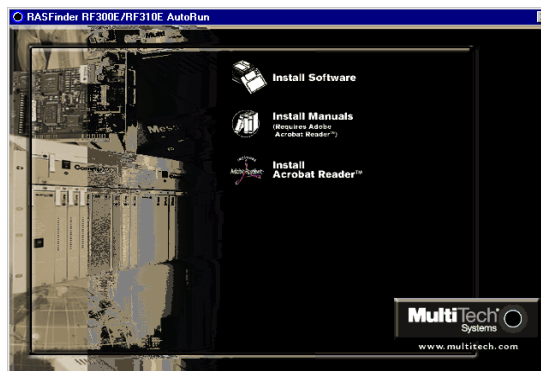 RASFinder RF300E/RF310E AutoRun
Install Software
Install Manuals
(Requires Adobe
Acrobat Reader™)
Install
Acrobat Reader™
MultiTech
Systems
www.multitech.com